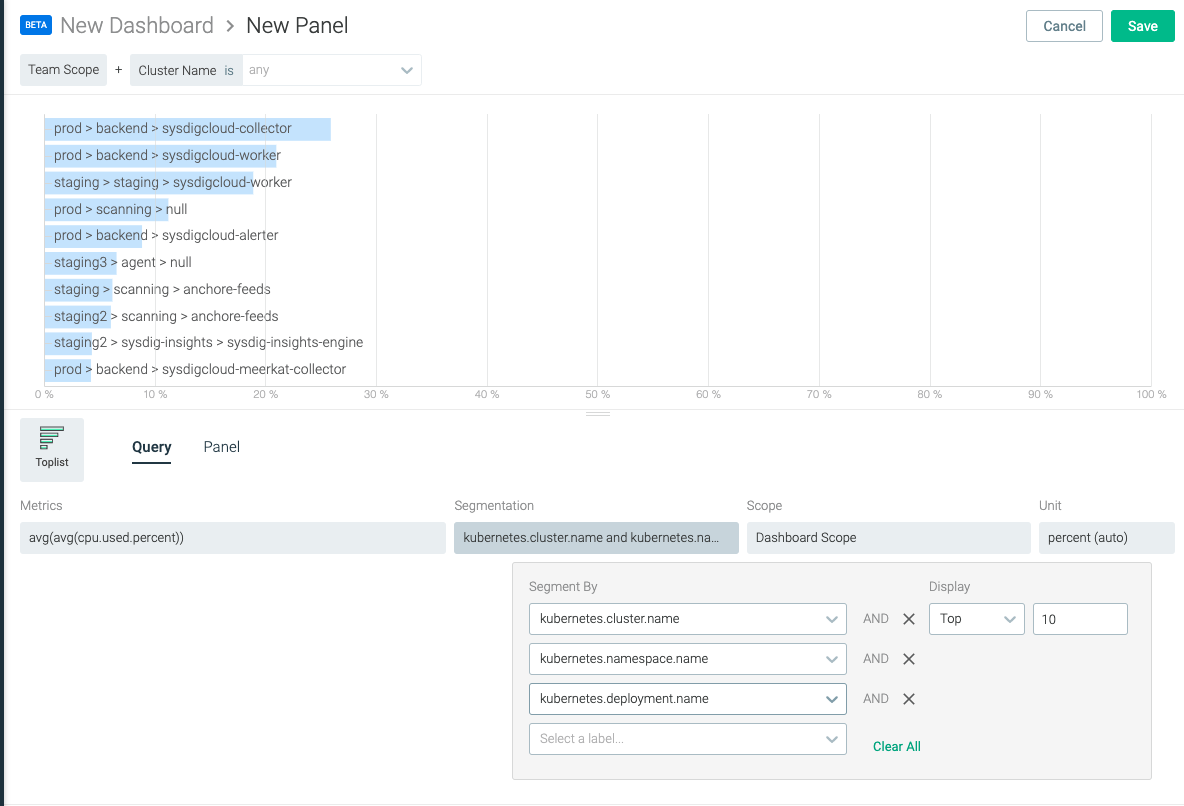 BETA New Dashboard > New Panel Cancel Save
Team Scope + Cluster Name is any
prod > backend > sysdigcloud-collector
prod > backend > sysdigcloud-worker
staging > staging > sysdigcloud-worker
prod > scanning > null
prod > backend > sysdigcloud-alerter
staging3 > agent > null
staging > scanning > anchore-feeds
staging2 > scanning > anchore-feeds
staging2 > sysdig-insights > sysdig-insights-engine
prod > backend > sysdigcloud-meerkat-collector
0 % 10 % 20 % 30 % 40 % 50 % 60 % 70 % 80 % 90 % 100 %
Toplist Query Panel
Metrics Segmentation Scope Unit
avg(avg(cpu.used.percent)) kubernetes.cluster.name and kubernetes.na... Dashboard Scope percent (auto)
Segment By Display
kubernetes.cluster.name AND Top 10
kubernetes.namespace.name AND
kubernetes.deployment.name AND
Select a label... Clear All